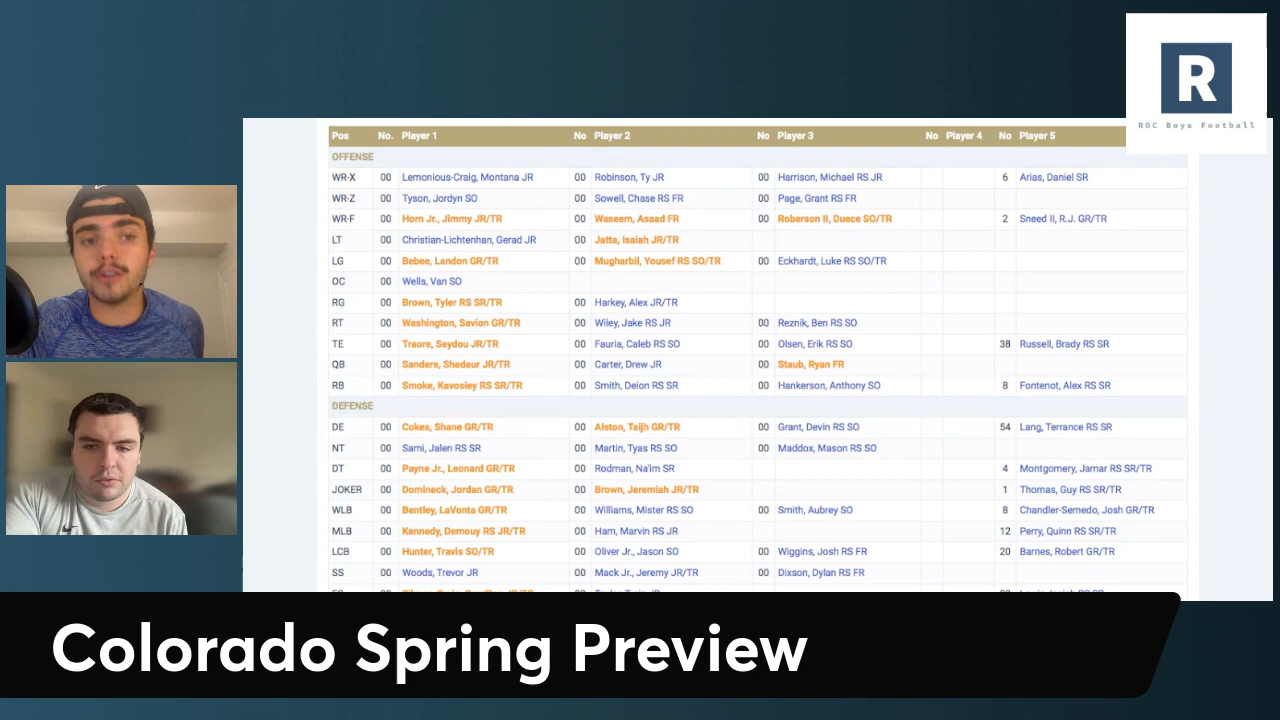 R
ROC Boys Football
Pos No. Player 1 No Player 2 No Player 3 No Player 4 No Player 5
OFFENSE
WR-X 00 Lemonious-Craig, Montana JR 00 Robinson, Ty JR 00 Harrison, Michael RS JR 6 Arias, Daniel SR
WR-Z 00 Tyson, Jordyn SO 00 Sowell, Chase RS FR 00 Page, Grant RS FR
WR-F 00 Horn Jr., Jimmy JR/TR 00 Waseem, Asaad FR 00 Roberson II, Duece SO/TR 2 Sneed II, R.J. GR/TR
LT 00 Christian-Lichtenhan, Gerad JR 00 Jatta, Isaiah JR/TR
LG 00 Bebee, Landon GR/TR 00 Mugharbil, Yousef RS SO/TR 00 Eckhardt, Luke RS SO/TR
OC 00 Wells, Van SO
RG 00 Brown, Tyler RS SR/TR 00 Harkey, Alex JR/TR
RT 00 Washington, Savion GR/TR 00 Wiley, Jake RS JR 00 Reznik, Ben RS SO
TE 00 Traore, Seydou JR/TR 00 Fauria, Caleb RS SO 00 Olsen, Erik RS SO 38 Russell, Brady RS SR
QB 00 Sanders, Shedeur JR/TR 00 Carter, Drew JR 00 Staub, Ryan FR
RB 00 Smoke, Kavosiey RS SR/TR 00 Smith, Deion RS SR 00 Hankerson, Anthony SO 8 Fontenot, Alex RS SR
DEFENSE
DE 00 Cokes, Shane GR/TR 00 Alston, Taijh GR/TR 00 Grant, Devin RS SO 54 Lang, Terrance RS SR
NT 00 Sami, Jalen RS SR 00 Martin, Tyas RS SO 00 Maddox, Mason RS SO
DT 00 Payne Jr., Leonard GR/TR 00 Rodman, Na'im SR 4 Montgomery, Jamar RS SR/TR
JOKER 00 Domineck, Jordan GR/TR 00 Brown, Jeremiah JR/TR 1 Thomas, Guy RS SR/TR
WLB 00 Bentley, LaVonta GR/TR 00 Williams, Mister RS SO 00 Smith, Aubrey SO 8 Chandler-Semedo, Josh GR/TR
MLB 00 Kennedy, Demouy RS JR/TR 00 Ham, Marvin RS JR 12 Perry, Quinn RS SR/TR
LCB 00 Hunter, Travis SO/TR 00 Oliver Jr., Jason SO 00 Wiggins, Josh RS FR 20 Barnes, Robert GR/TR
SS 00 Woods, Trevor JR 00 Mack Jr., Jeremy JR/TR 00 Dixson, Dylan RS FR
Colorado Spring Preview